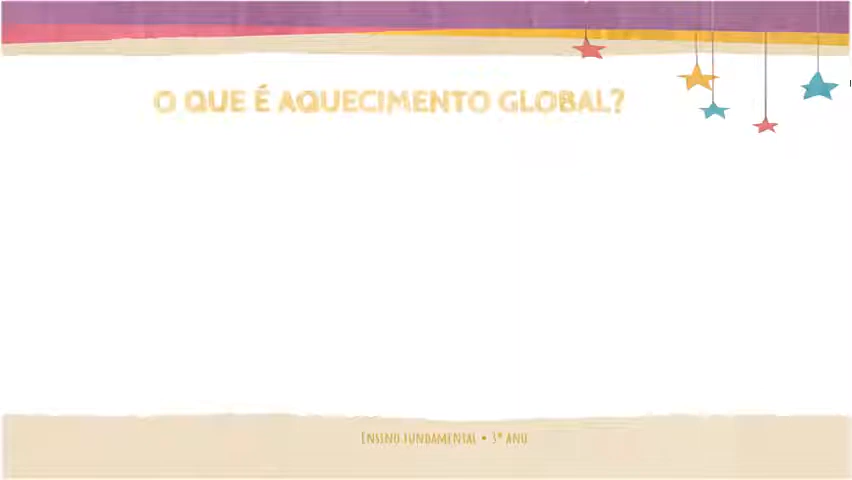 O QUE É AQUECIMENTO GLOBAL?
Ensino fundamental • 3º ano